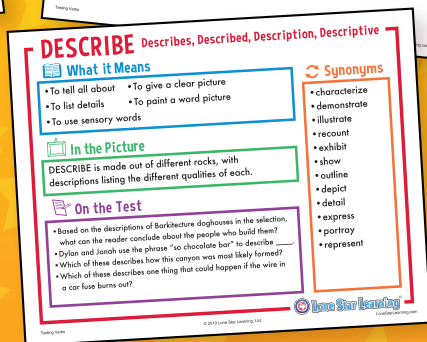 Testing Verbs
DESCRIBE Describes, Described, Description, Descriptive
What it Means
•To tell all about •To give a clear picture
•To list details •To paint a word picture
•To use sensory words
In the Picture
DESCRIBE is made out of different rocks, with
descriptions listing the different qualities of each.
On the Test
•Based on the descriptions of Barkitecture doghouses in the selection,
what can the reader conclude about the people who build them?
•Dylan and Jonah use the phrase "so chocolate bar" to describe ____.
•Which of these describes how this canyon was most likely formed?
•Which of these describes one thing that could happen if the wire in
a car fuse burns out?
Synonyms
•characterize
•demonstrate
•illustrate
•recount
•exhibit
•show
•outline
•depict
•detail
•express
•portray
•represent
Lone Star Learning
Testing Verbs
© 2019 Lone Star Learning, Ltd.
LoneStarLearning.com